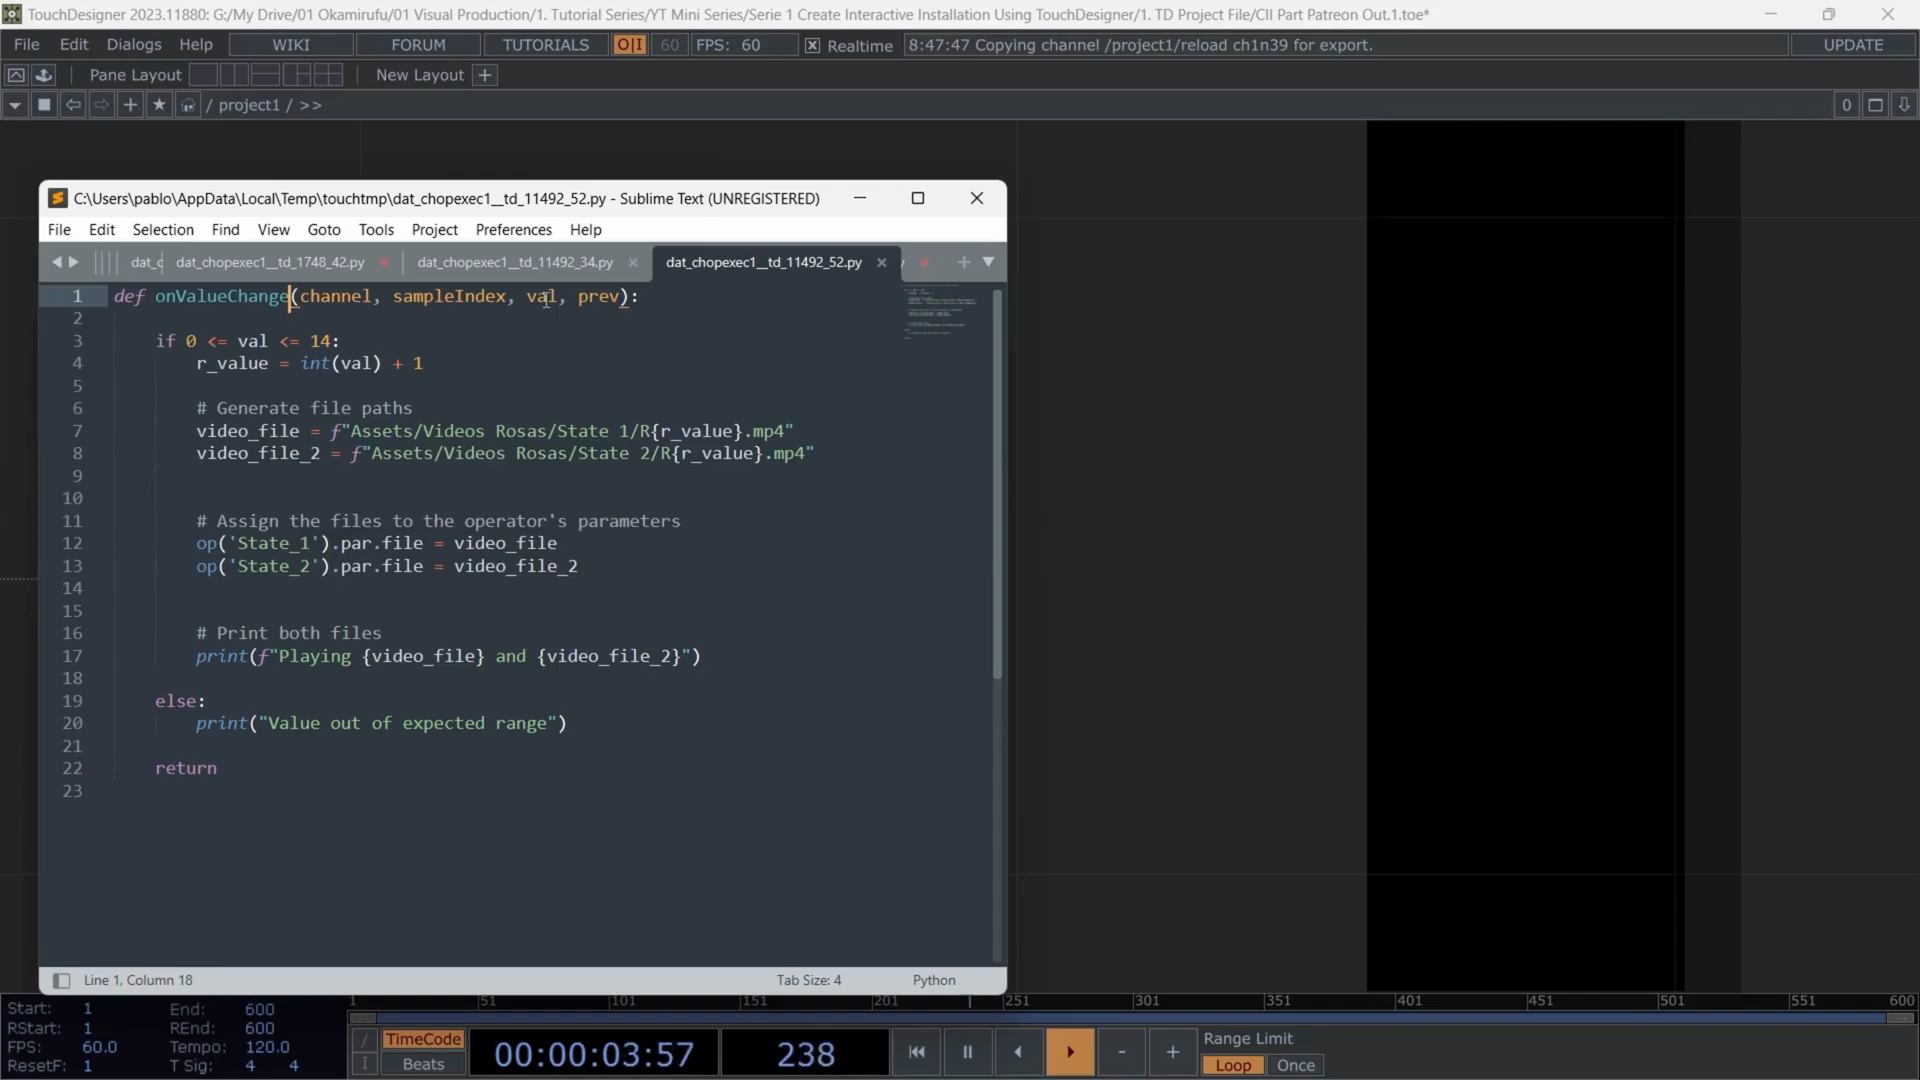 TouchDesigner 2023.11880: G:/My Drive/01 Okamirufu/01 Visual Production/1. Tutorial Series/YT Mini Series/Serie 1 Create Interactive Installation Using TouchDesigner/1. TD Project File/CII Part Patreon Out.1.toe*
File Edit Dialogs Help WIKI FORUM TUTORIALS O|I 60 FPS: 60 Realtime 8:47:47 Copying channel /project1/reload ch1n39 for export. UPDATE
Pane Layout New Layout +
/ project1 / >> 0
C:\Users\pablo\AppData\Local\Temp\touchtmp\dat_chopexec1__td_11492_52.py - Sublime Text (UNREGISTERED)
File Edit Selection Find View Goto Tools Project Preferences Help
dat_c dat_chopexec1__td_1748_42.py dat_chopexec1__td_11492_34.py dat_chopexec1__td_11492_52.py
1 def onValueChange(channel, sampleIndex, val, prev):
2
3 if 0 <= val <= 14:
4 r_value = int(val) + 1
5
6 # Generate file paths
7 video_file = f"Assets/Videos Rosas/State 1/R{r_value}.mp4"
8 video_file_2 = f"Assets/Videos Rosas/State 2/R{r_value}.mp4"
9
10
11 # Assign the files to the operator's parameters
12 op('State_1').par.file = video_file
13 op('State_2').par.file = video_file_2
14
15
16 # Print both files
17 print(f"Playing {video_file} and {video_file_2}")
18
19 else:
20 print("Value out of expected range")
21
22 return
23
Line 1, Column 18 Tab Size: 4 Python
1 51 101 151 201 251 301 351 401 451 501 551 600
Start: 1 End: 600
RStart: 1 REnd: 600
FPS: 60.0 Tempo: 120.0
ResetF: 1 T Sig: 4 4
TimeCode
Beats
00:00:03:57 238
- +
Range Limit
Loop Once